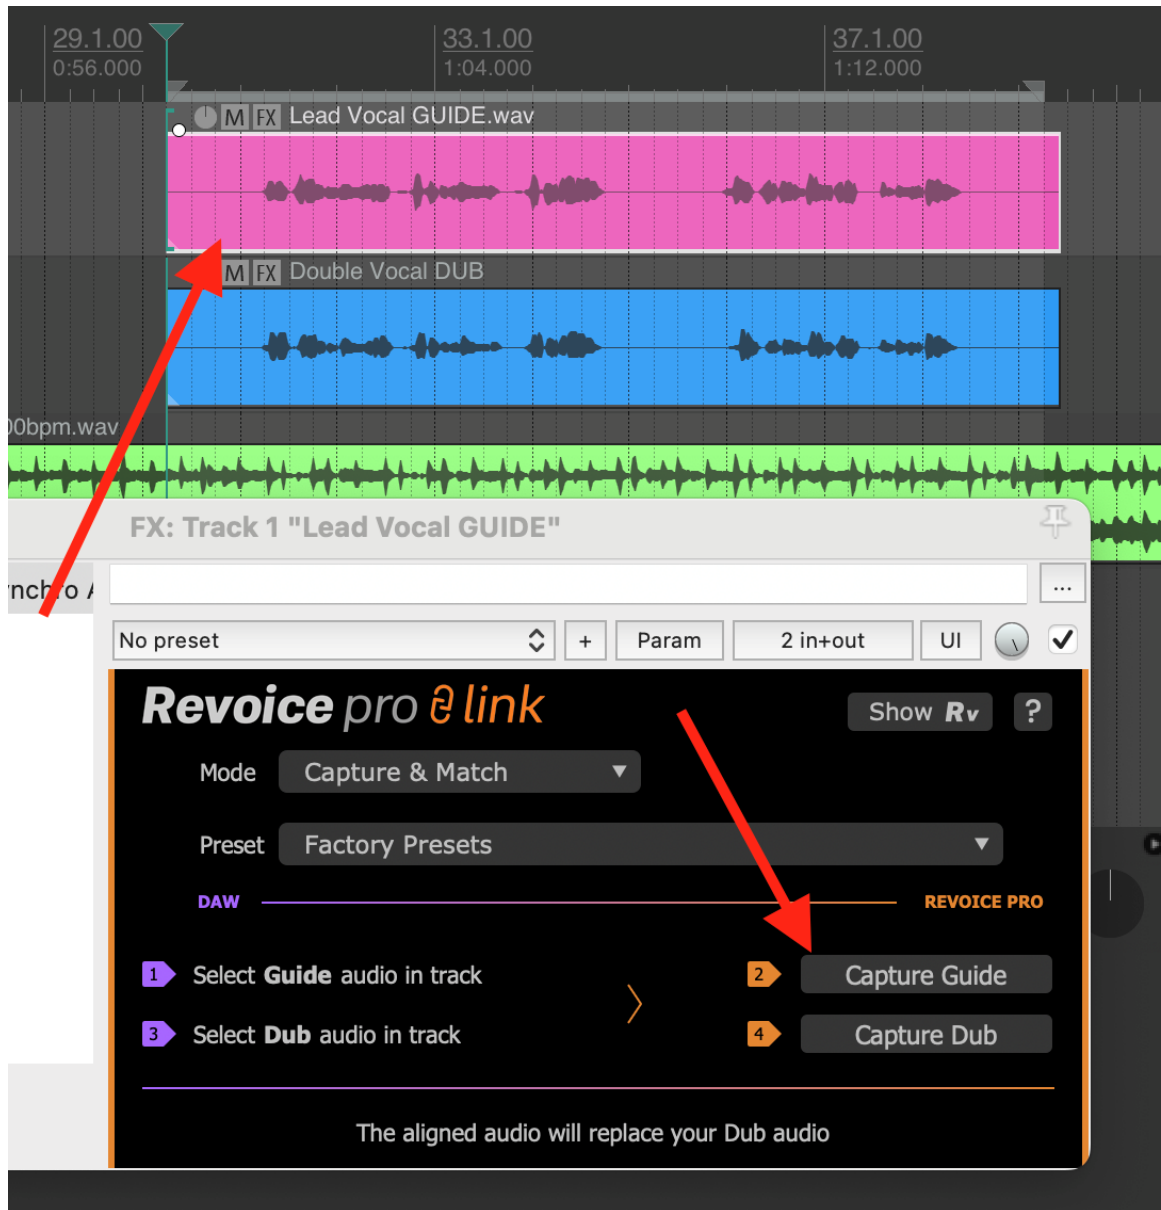 29.1.00 33.1.00 37.1.00
0:56.000 1:04.000 1:12.000
M FX Lead Vocal GUIDE.wav
M FX Double Vocal DUB
00bpm.wav
FX: Track 1 "Lead Vocal GUIDE"
nchro A ...
No preset + Param 2 in+out UI
Revoice pro link Show Rv ?
Mode Capture & Match
Preset Factory Presets
DAW REVOICE PRO
1 Select Guide audio in track 2 Capture Guide
3 Select Dub audio in track 4 Capture Dub
The aligned audio will replace your Dub audio